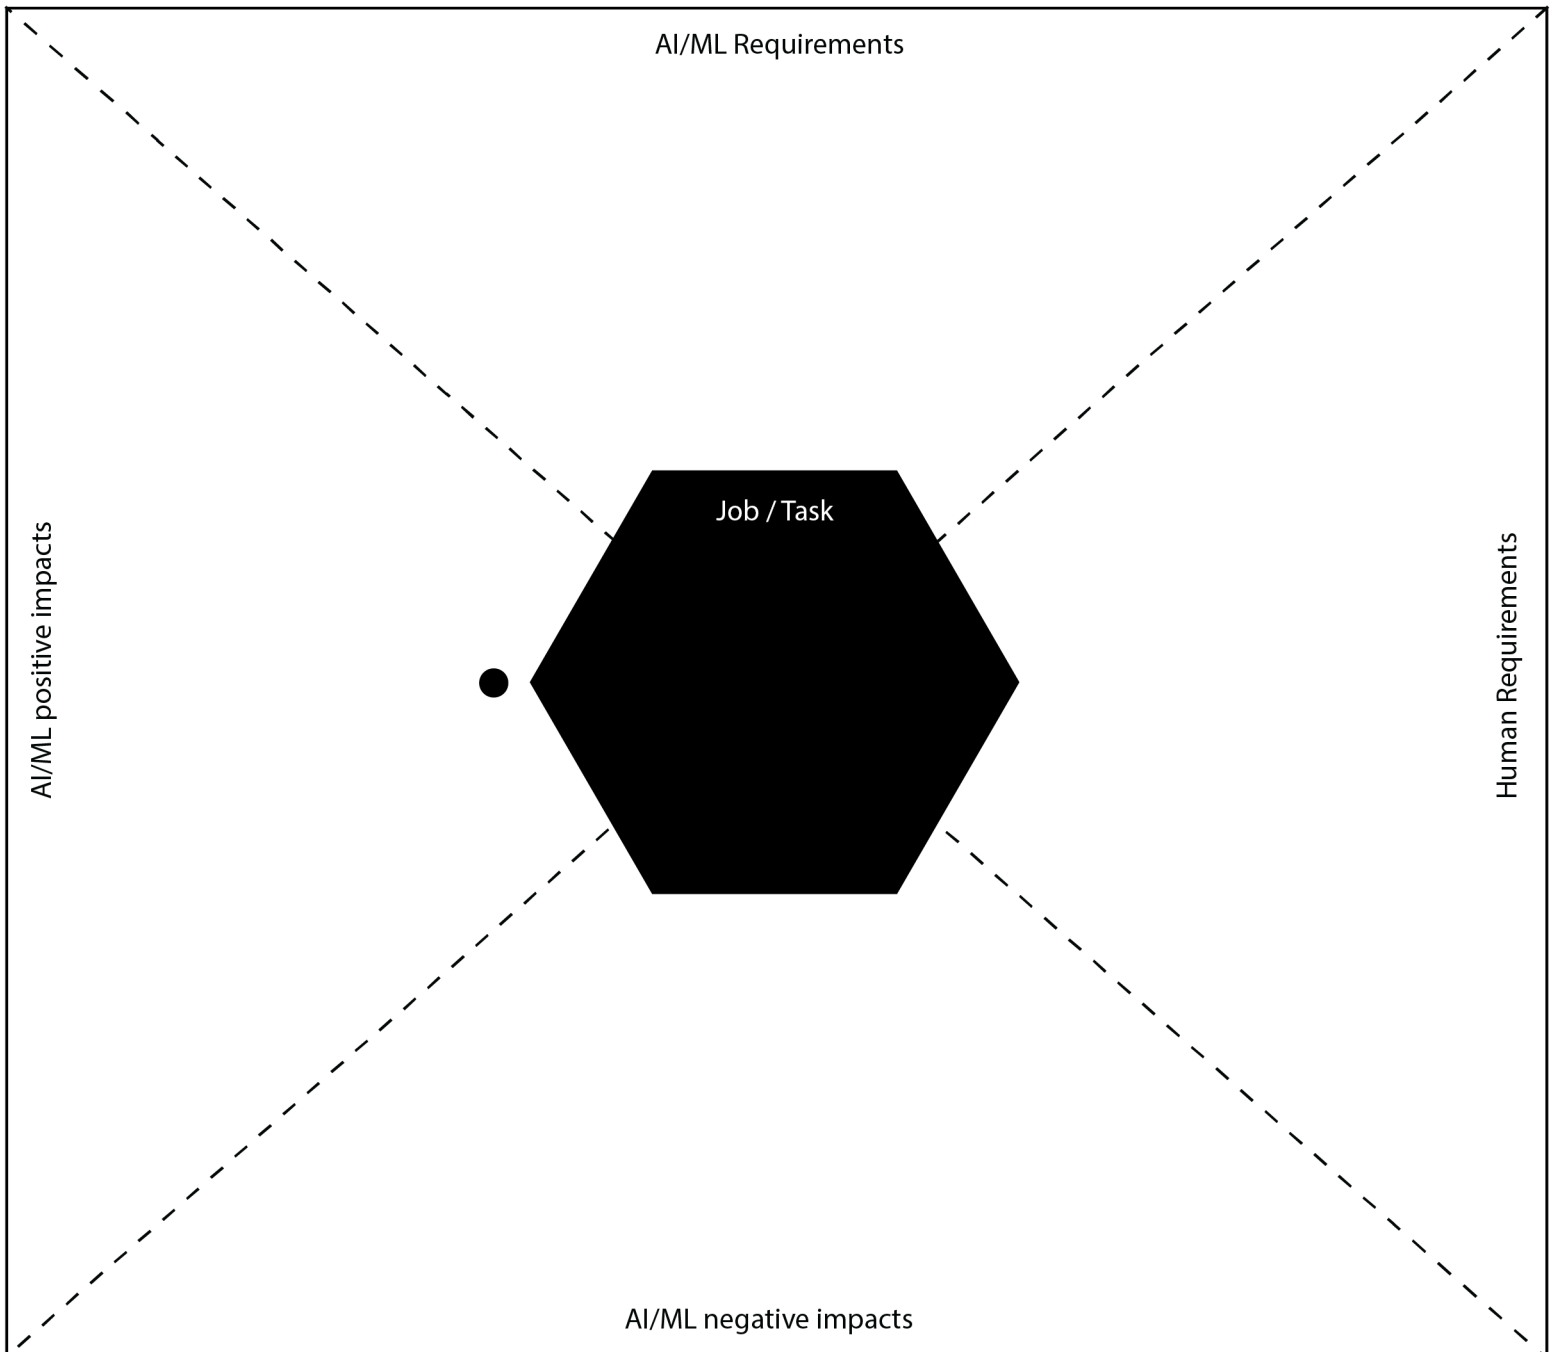 AI/ML Requirements
Job / Task
AI/ML positive impacts
Human Requirements
AI/ML negative impacts